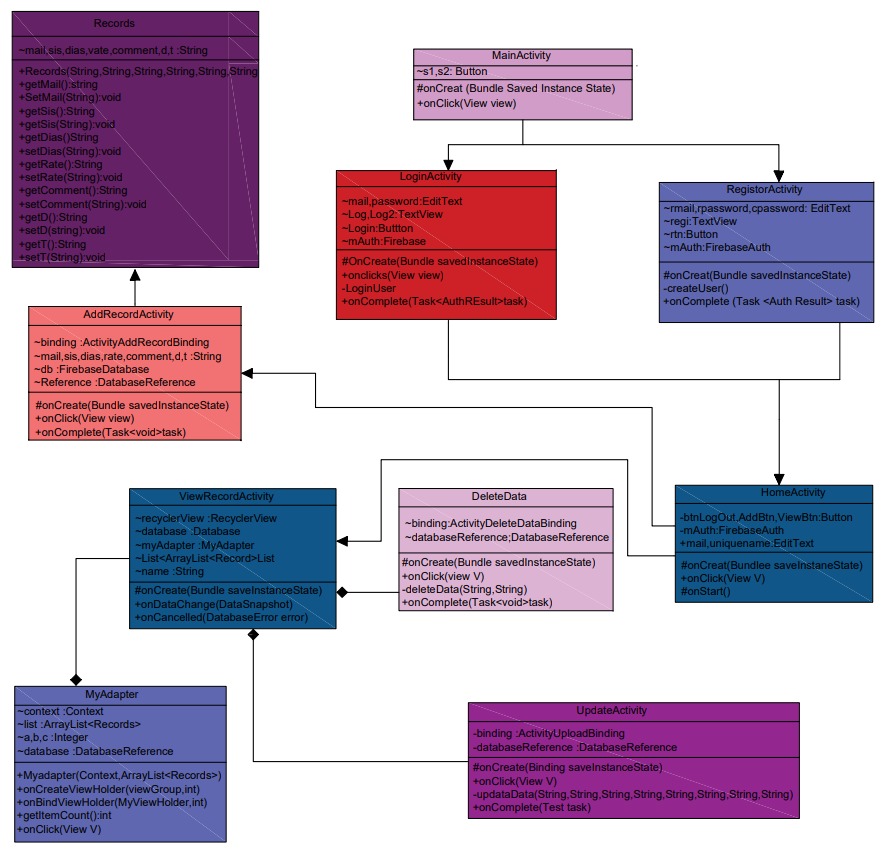 Records
~mail,sis,dias,vate,comment,d,t :String
+Records(String,String,String,String,String,String
+getMail():string
+SetMail(String):void
+getSis():String
+getSis(String):void
+getDias()String
+setDias(String):void
+getRate():String
+setRate(String):void
+getComment():String
+setComment(String):void
+getD():String
+setD(string):void
+getT():String
+setT(String):void
MainActivity
~s1,s2: Button
#onCreat (Bundle Saved Instance State)
+onClick(View view)
LoginActivity
~mail,password:EditText
~Log,Log2:TextView
~Login:Buttton
~mAuth:Firebase
#OnCreate(Bundle savedInstanceState)
+onclicks(View view)
-LoginUser
+onComplete(Task<AuthREsult>task)
RegistorActivity
~rmail,rpassword,cpassword: EditText
~regi:TextView
~rtn:Button
~mAuth:FirebaseAuth
#onCreat(Bundle savedInstanceState)
-createUser()
+onComplete (Task <Auth Result> task)
AddRecordActivity
~binding :ActivityAddRecordBinding
~mail,sis,dias,rate,comment,d,t :String
~db :FirebaseDatabase
~Reference :DatabaseReference
#onCreate(Bundle savedInstanceState)
+onClick(View view)
+onComplete(Task<void>task)
ViewRecordActivity
~recyclerView :RecyclerView
~database :Database
~myAdapter :MyAdapter
~List<ArrayList<Record>List
~name :String
#onCreate(Bundle saveInstanceState)
+onDataChange(DataSnapshot)
+onCancelled(DatabaseError error)
DeleteData
~binding:ActivityDeleteDataBinding
~databaseReference;DatabaseReference
#onCreate(Bundle savedInstanceState)
+onClick(view V)
-deleteData(String,String)
+onComplete(Task<void>task)
HomeActivity
-btnLogOut,AddBtn,ViewBtn:Button
-mAuth:FirebaseAuth
+mail,uniquename:EditText
#onCreat(Bundlee saveInstaneState)
+onClick(View V)
#onStart()
MyAdapter
~context :Context
~list :ArrayList<Records>
~a,b,c :Integer
~database :DatabaseReference
+Myadapter(Context,ArrayList<Records>)
+onCreateViewHolder(viewGroup,int)
+onBindViewHolder(MyViewHolder,int)
+getItemCount():int
+onClick(View V)
UpdateActivity
-binding :ActivityUploadBinding
-databaseReference :DatabaseReference
#onCreate(Binding saveInstanceState)
+onClick(View V)
-updataData(String,String,String,String,String,String,String)
+onComplete(Test task)